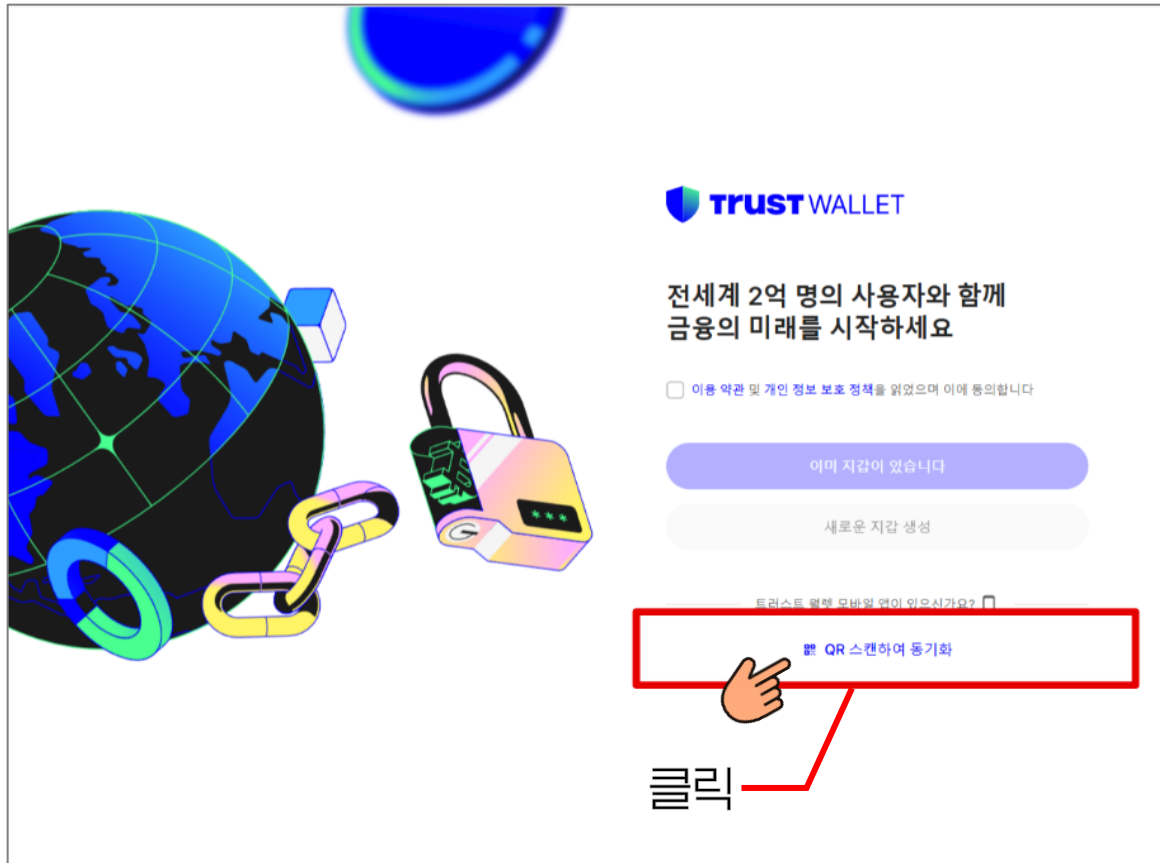 TRUST WALLET
전세계 2억 명의 사용자와 함께
금융의 미래를 시작하세요
이용 약관 및 개인 정보 보호 정책을 읽었으며 이에 동의합니다
이미 지갑이 있습니다
새로운 지갑 생성
트러스트 월렛 모바일 앱이 있으신가요?
QR 스캔하여 동기화
클릭
***